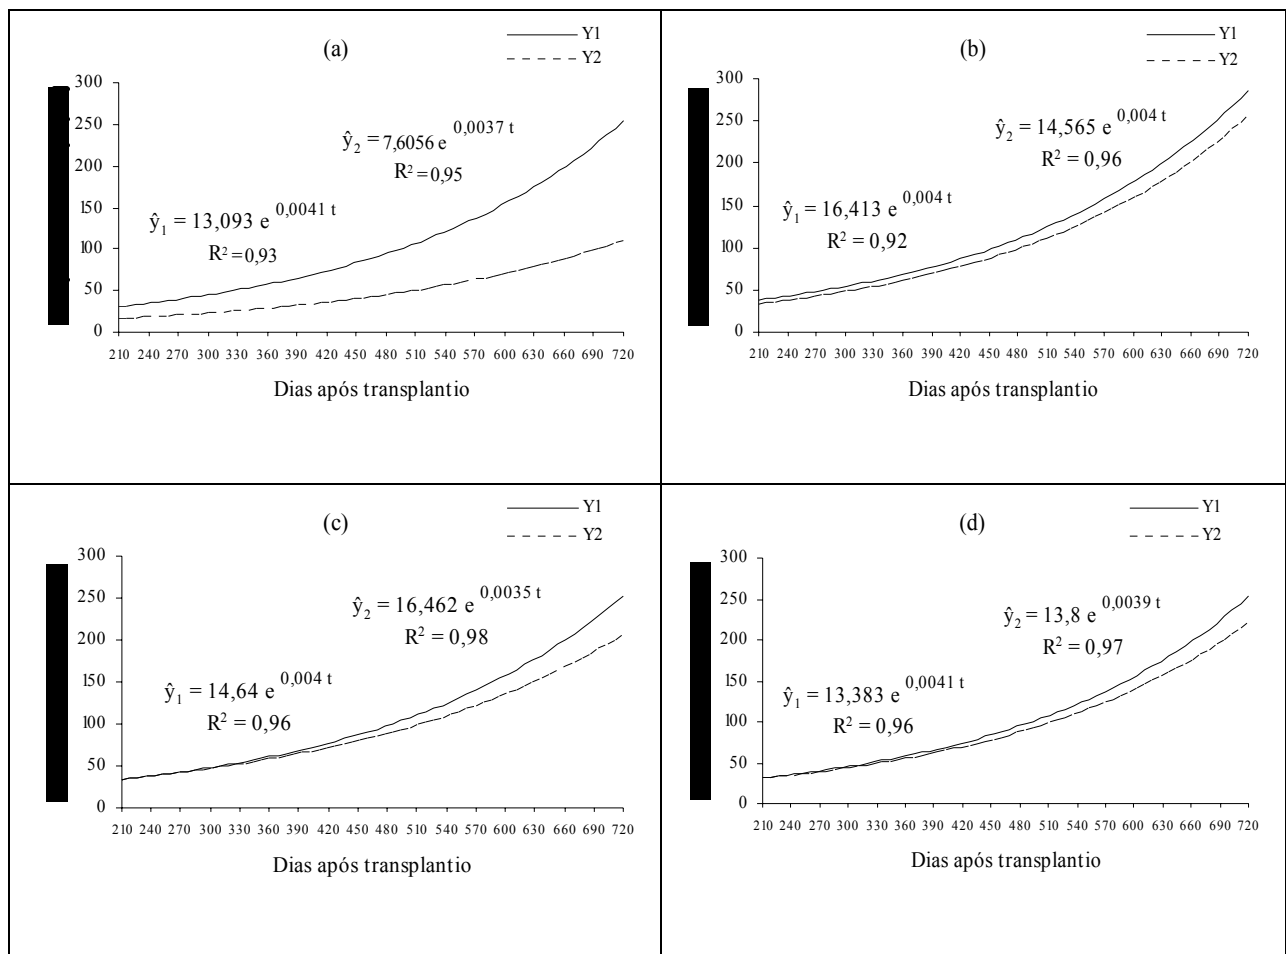 (a)
Y1
Y2
300
250
200
150
100
50
0
ŷ1 = 13,093 e 0,0041 t
R² = 0,93
ŷ2 = 7,6056 e 0,0037 t
R² = 0,95
210 240 270 300 330 360 390 420 450 480 510 540 570 600 630 660 690 720
Dias após transplantio
(b)
Y1
Y2
300
250
200
150
100
50
0
ŷ1 = 16,413 e 0,004 t
R² = 0,92
ŷ2 = 14,565 e 0,004 t
R² = 0,96
210 240 270 300 330 360 390 420 450 480 510 540 570 600 630 660 690 720
Dias após transplantio
(c)
Y1
Y2
300
250
200
150
100
50
0
ŷ1 = 14,64 e 0,004 t
R² = 0,96
ŷ2 = 16,462 e 0,0035 t
R² = 0,98
210 240 270 300 330 360 390 420 450 480 510 540 570 600 630 660 690 720
Dias após transplantio
(d)
Y1
Y2
300
250
200
150
100
50
0
ŷ1 = 13,383 e 0,0041 t
R² = 0,96
ŷ2 = 13,8 e 0,0039 t
R² = 0,97
210 240 270 300 330 360 390 420 450 480 510 540 570 600 630 660 690 720
Dias após transplantio